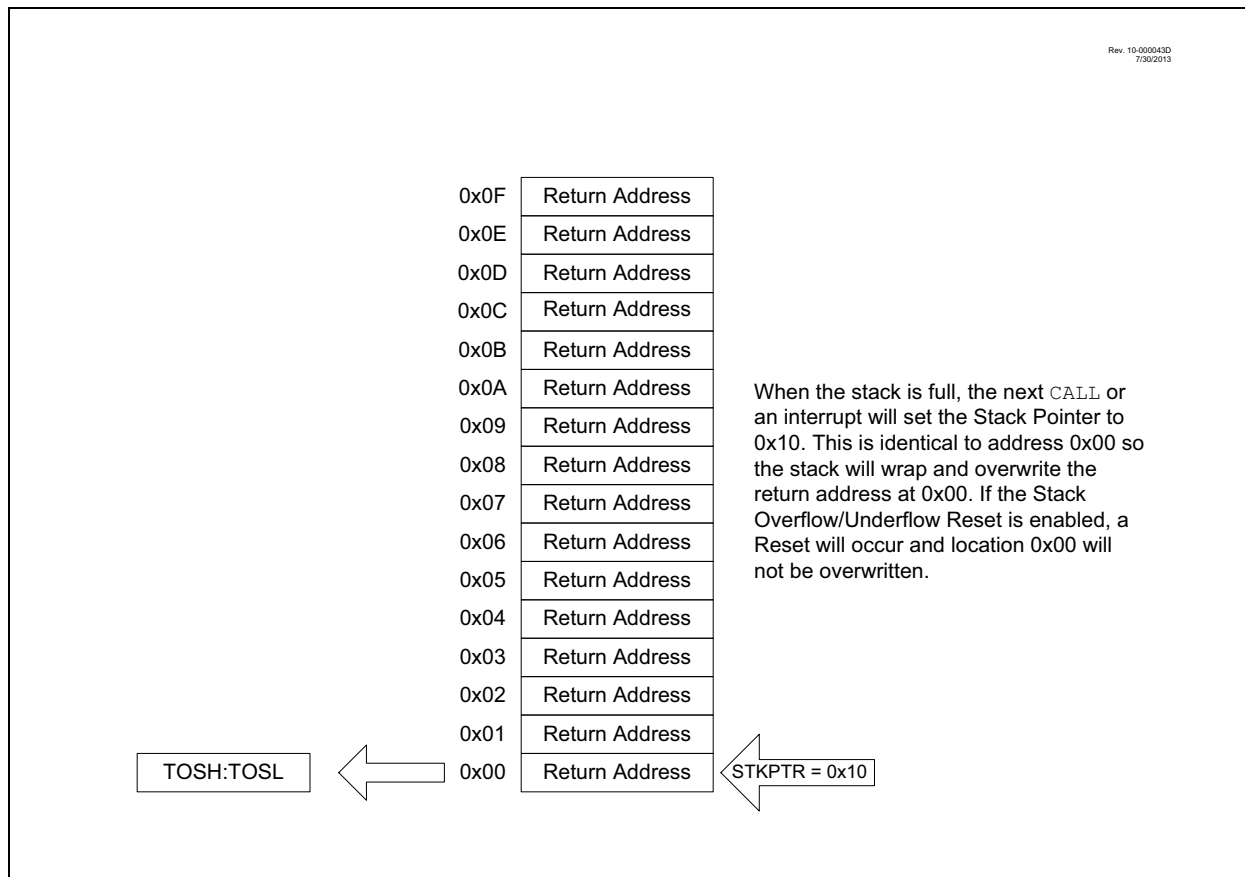 Rev. 10-000043D
7/30/2013
0x0F Return Address
0x0E Return Address
0x0D Return Address
0x0C Return Address
0x0B Return Address
0x0A Return Address
0x09 Return Address
0x08 Return Address
0x07 Return Address
0x06 Return Address
0x05 Return Address
0x04 Return Address
0x03 Return Address
0x02 Return Address
0x01 Return Address
TOSH:TOSL 0x00 Return Address STKPTR = 0x10
When the stack is full, the next CALL or
an interrupt will set the Stack Pointer to
0x10. This is identical to address 0x00 so
the stack will wrap and overwrite the
return address at 0x00. If the Stack
Overflow/Underflow Reset is enabled, a
Reset will occur and location 0x00 will
not be overwritten.